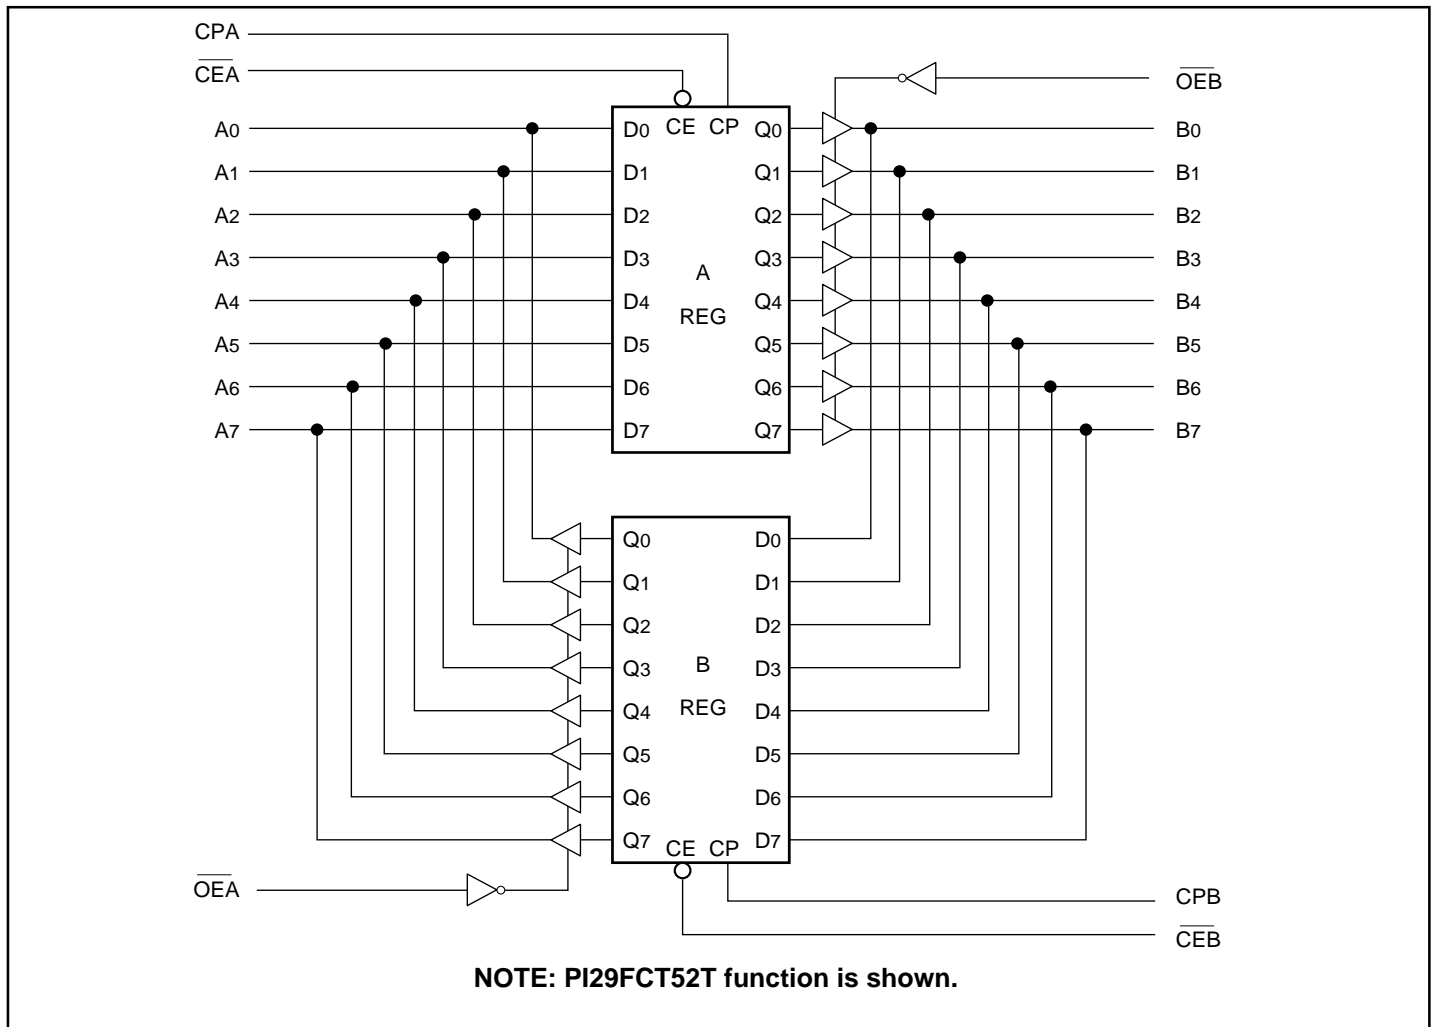 CPA
CEA
OEB
A0 D0 CE CP Q0 B0
A1 D1 Q1 B1
A2 D2 Q2 B2
A3 D3 Q3 B3
A
A4 D4 Q4 B4
REG
A5 D5 Q5 B5
A6 D6 Q6 B6
A7 D7 Q7 B7
Q0 D0
Q1 D1
Q2 D2
Q3 B D3
Q4 REG D4
Q5 D5
Q6 D6
Q7 CE CP D7
OEA
CPB
CEB
NOTE: PI29FCT52T function is shown.